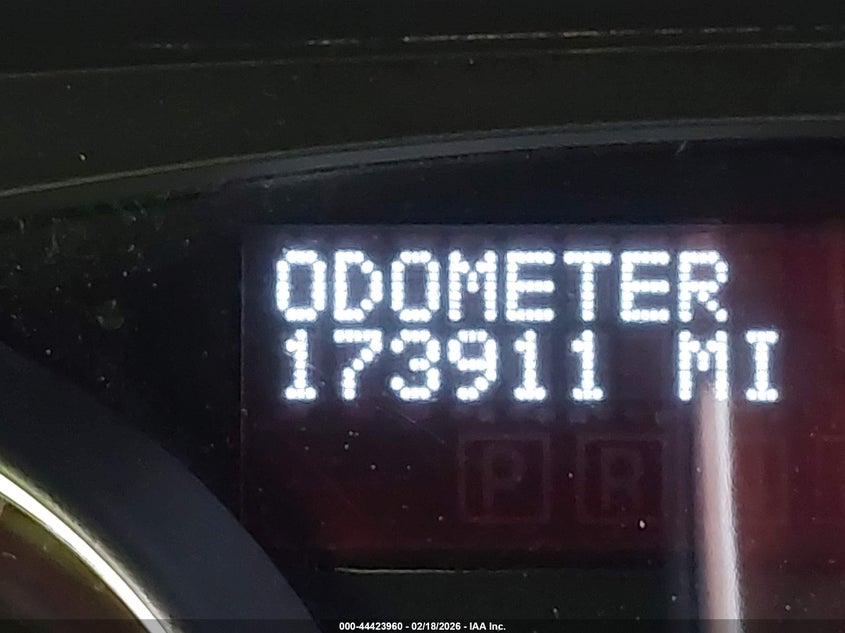 ODOMETER
173911 MI
P R
000-44423960 - 02/18/2026 - IAA Inc.